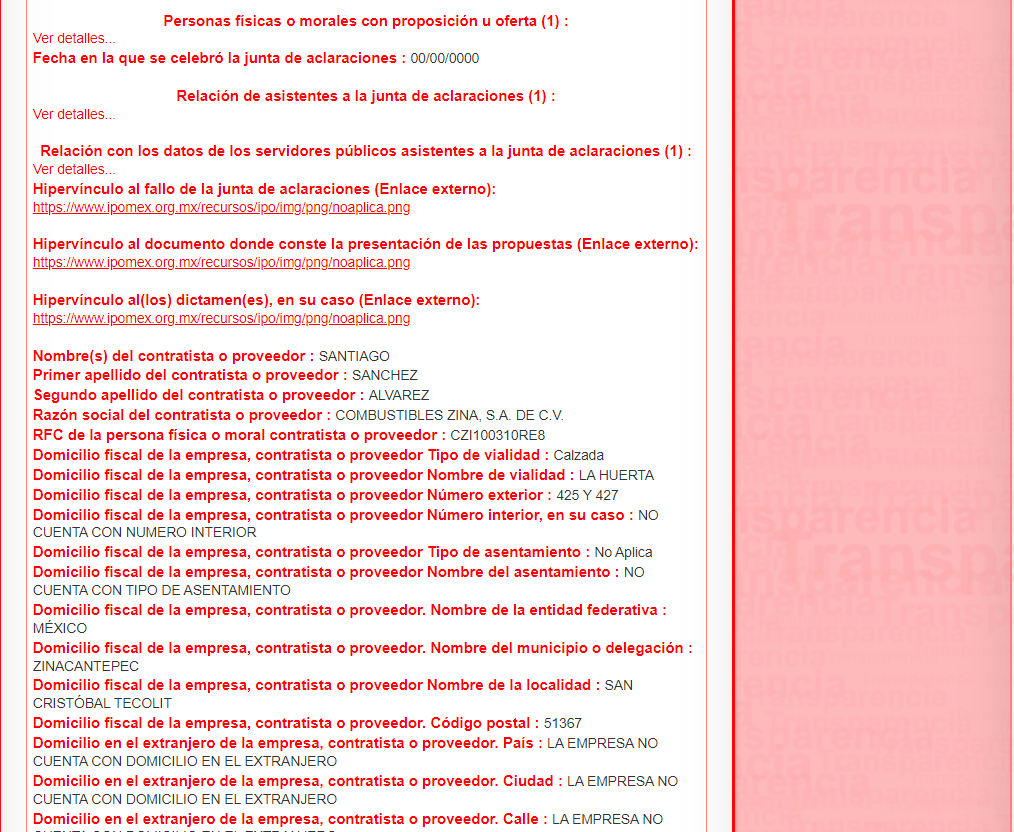 Personas físicas o morales con proposición u oferta (1) :
Ver detalles...
Fecha en la que se celebró la junta de aclaraciones : 00/00/0000
Relación de asistentes a la junta de aclaraciones (1) :
Ver detalles...
Relación con los datos de los servidores públicos asistentes a la junta de aclaraciones (1) :
Ver detalles...
Hipervínculo al fallo de la junta de aclaraciones (Enlace externo):
https://www.ipomex.org.mx/recursos/ipo/img/png/noaplica.png
Hipervínculo al documento donde conste la presentación de las propuestas (Enlace externo):
https://www.ipomex.org.mx/recursos/ipo/img/png/noaplica.png
Hipervínculo al(los) dictamen(es), en su caso (Enlace externo):
https://www.ipomex.org.mx/recursos/ipo/img/png/noaplica.png
Nombre(s) del contratista o proveedor : SANTIAGO
Primer apellido del contratista o proveedor : SANCHEZ
Segundo apellido del contratista o proveedor : ALVAREZ
Razón social del contratista o proveedor : COMBUSTIBLES ZINA, S.A. DE C.V.
RFC de la persona física o moral contratista o proveedor : CZI100310RE8
Domicilio fiscal de la empresa, contratista o proveedor Tipo de vialidad : Calzada
Domicilio fiscal de la empresa, contratista o proveedor Nombre de vialidad : LA HUERTA
Domicilio fiscal de la empresa, contratista o proveedor Número exterior : 425 Y 427
Domicilio fiscal de la empresa, contratista o proveedor Número interior, en su caso : NO
CUENTA CON NUMERO INTERIOR
Domicilio fiscal de la empresa, contratista o proveedor Tipo de asentamiento : No Aplica
Domicilio fiscal de la empresa, contratista o proveedor Nombre del asentamiento : NO
CUENTA CON TIPO DE ASENTAMIENTO
Domicilio fiscal de la empresa, contratista o proveedor. Nombre de la entidad federativa :
MÉXICO
Domicilio fiscal de la empresa, contratista o proveedor. Nombre del municipio o delegación :
ZINACANTEPEC
Domicilio fiscal de la empresa, contratista o proveedor Nombre de la localidad : SAN
CRISTÓBAL TECOLIT
Domicilio fiscal de la empresa, contratista o proveedor. Código postal : 51367
Domicilio en el extranjero de la empresa, contratista o proveedor. País : LA EMPRESA NO
CUENTA CON DOMICILIO EN EL EXTRANJERO
Domicilio en el extranjero de la empresa, contratista o proveedor. Ciudad : LA EMPRESA NO
CUENTA CON DOMICILIO EN EL EXTRANJERO
Domicilio en el extranjero de la empresa, contratista o proveedor. Calle : LA EMPRESA NO